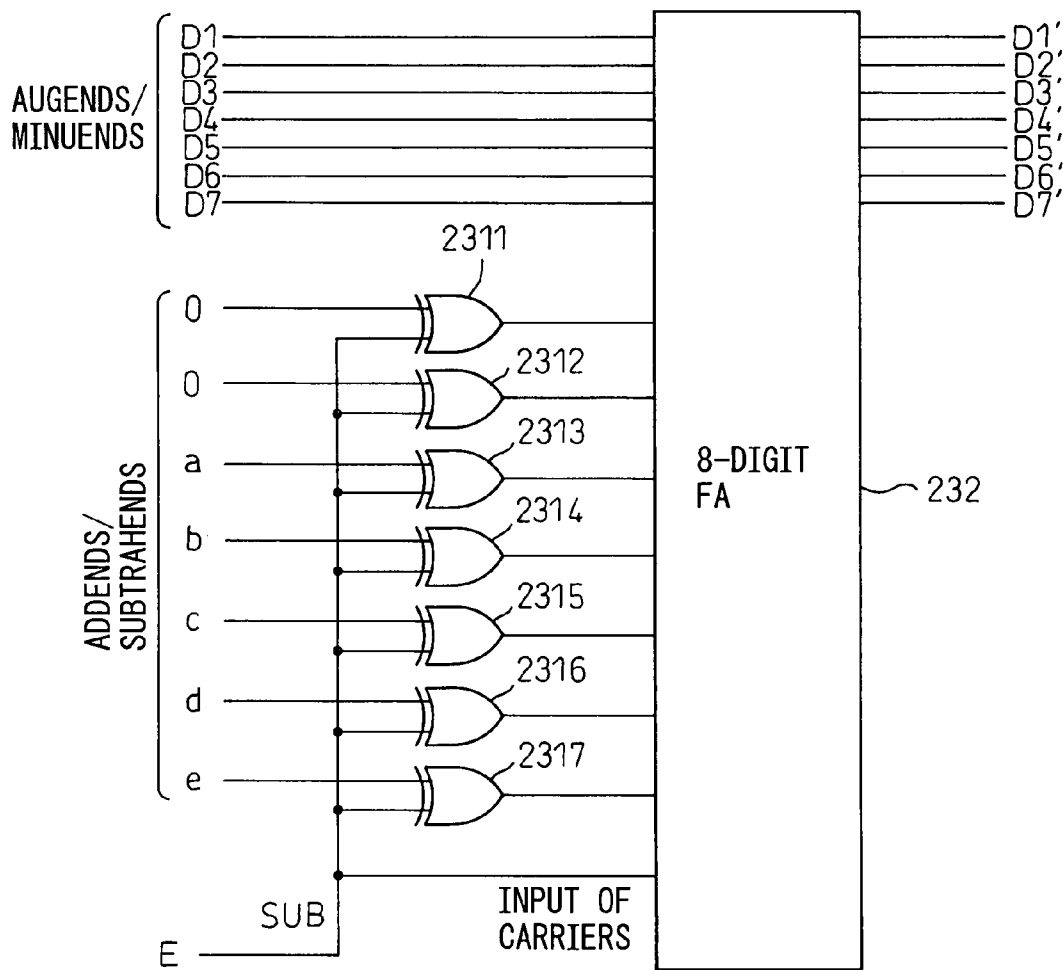 AUGENDS/
MINUENDS
D1
D2
D3
D4
D5
D6
D7
D1'
D2'
D3'
D4'
D5'
D6'
D7'
ADDENDS/
SUBTRAHENDS
0
0
a
b
c
d
e
2311
2312
2313
2314
2315
2316
2317
8-DIGIT
FA
232
SUB
E
INPUT OF
CARRIERS